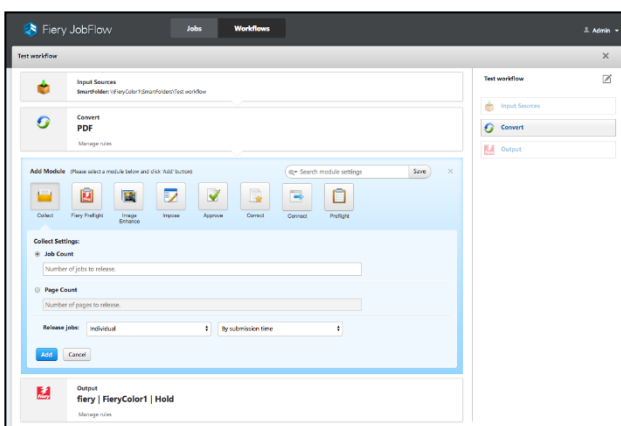 Fiery JobFlow
Jobs
Workflows
Admin
Test workflow
Input Sources
SmartFolder: \\FieryColor1\SmartFolders\Test workflow
Convert
PDF
Manage rules
Add Module (Please select a module below and click 'Add' button)
Search module settings
Save
Collect
Fiery Preflight
Image
Enhance
Impose
Approve
Correct
Connect
Preflight
Collect Settings:
Job Count
Number of jobs to release.
Page Count
Number of pages to release.
Release jobs:
Individual
By submission time
Add
Cancel
Output
fiery | FieryColor1 | Hold
Manage rules
Test workflow
Input Sources
Convert
Output